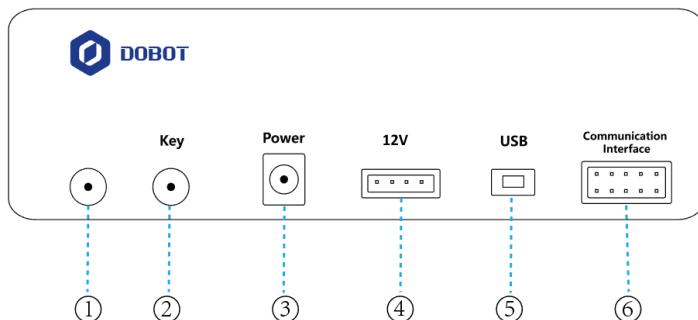 DOBOT
Key
Power
12V
USB
Communication
Interface
① ② ③ ④ ⑤ ⑥